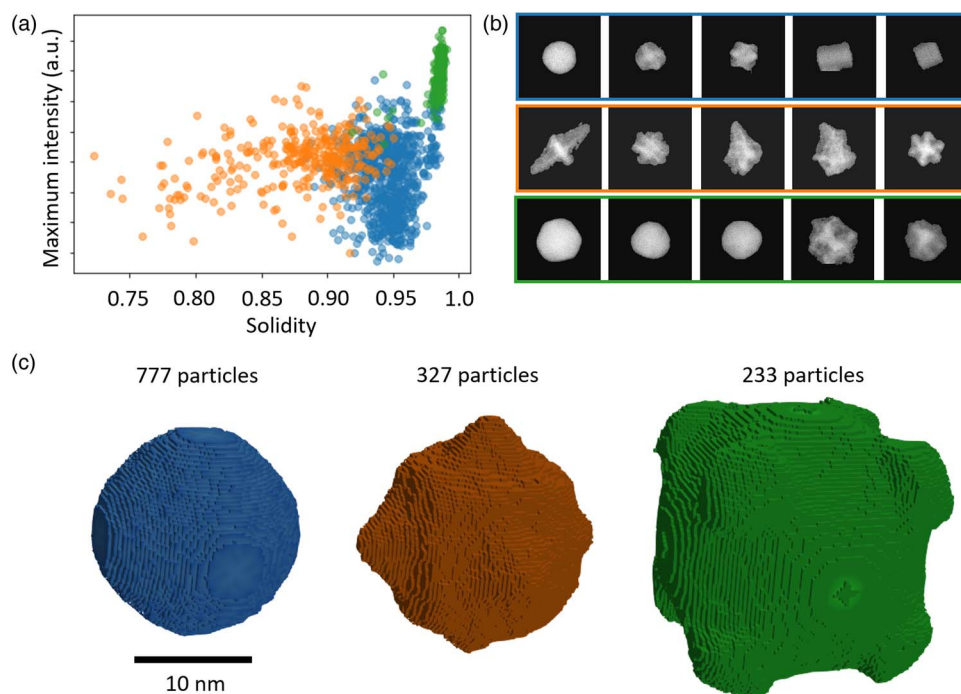 (a)
Maximum intensity (a.u.)
0.75 0.80 0.85 0.90 0.95 1.0
Solidity
(b)
(c)
777 particles 327 particles 233 particles
10 nm